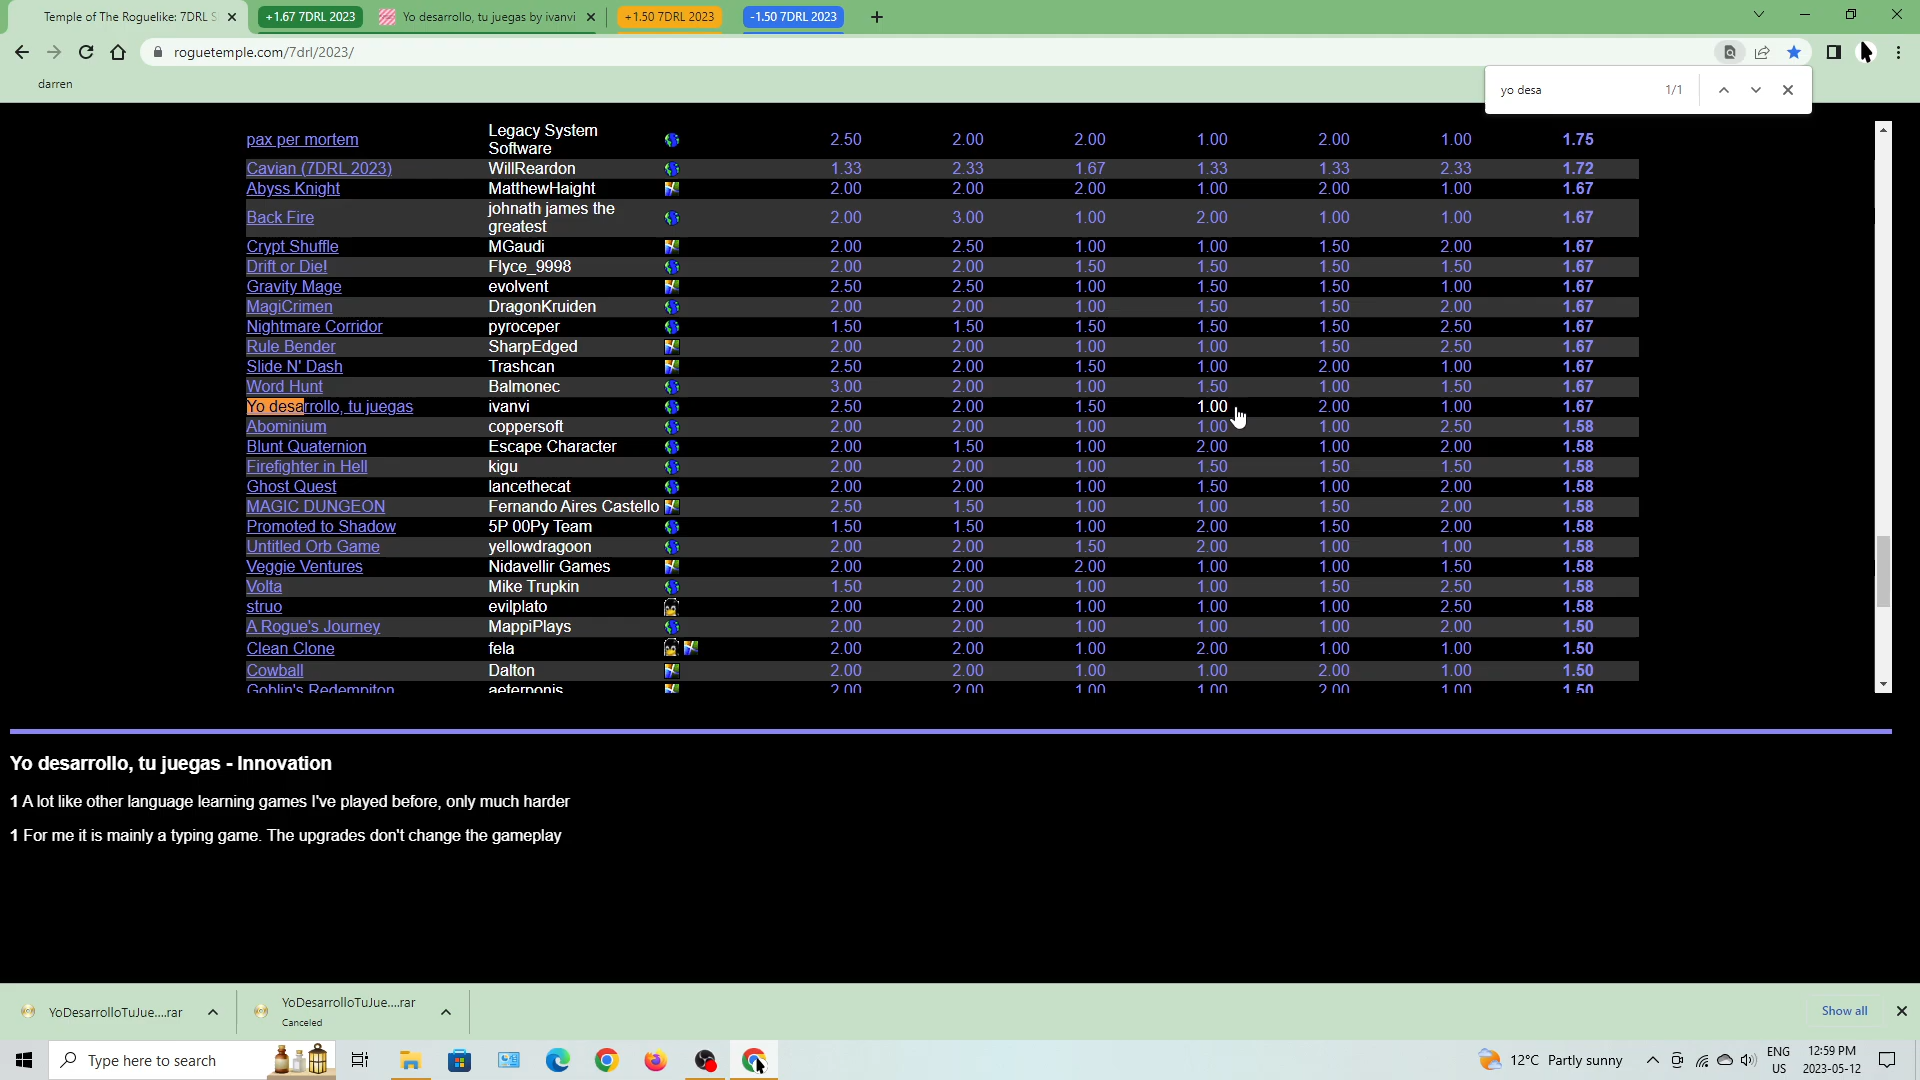 Temple of The Roguelike: 7DRL S
+1.67 7DRL 2023
Yo desarrollo, tu juegas by ivanvi
+1.50 7DRL 2023
-1.50 7DRL 2023
roguetemple.com/7drl/2023/
darren
yo desa 1/1
pax per mortem Legacy System Software 2.50 2.00 2.00 1.00 2.00 1.00 1.75
Cavian (7DRL 2023) WillReardon 1.33 2.33 1.67 1.33 1.33 2.33 1.72
Abyss Knight MatthewHaight 2.00 2.00 2.00 1.00 2.00 1.00 1.67
Back Fire johnath james the greatest 2.00 3.00 1.00 2.00 1.00 1.00 1.67
Crypt Shuffle MGaudi 2.00 2.50 1.00 1.00 1.50 2.00 1.67
Drift or Die! Flyce_9998 2.00 2.00 1.50 1.50 1.50 1.50 1.67
Gravity Mage evolvent 2.50 2.50 1.00 1.50 1.50 1.00 1.67
MagiCrimen DragonKruiden 2.00 2.00 1.00 1.50 1.50 2.00 1.67
Nightmare Corridor pyroceper 1.50 1.50 1.50 1.50 1.50 2.50 1.67
Rule Bender SharpEdged 2.00 2.00 1.00 1.00 1.50 2.50 1.67
Slide N' Dash Trashcan 2.50 2.00 1.50 1.00 2.00 1.00 1.67
Word Hunt Balmonec 3.00 2.00 1.00 1.50 1.00 1.50 1.67
Yo desarrollo, tu juegas ivanvi 2.50 2.00 1.50 1.00 2.00 1.00 1.67
Abominium coppersoft 2.00 2.00 1.00 1.00 1.00 2.50 1.58
Blunt Quaternion Escape Character 2.00 1.50 1.00 2.00 1.00 2.00 1.58
Firefighter in Hell kigu 2.00 2.00 1.00 1.50 1.50 1.50 1.58
Ghost Quest lancethecat 2.00 2.00 1.00 1.50 1.00 2.00 1.58
MAGIC DUNGEON Fernando Aires Castello 2.50 1.50 1.00 1.00 1.50 2.00 1.58
Promoted to Shadow 5P 00Py Team 1.50 1.50 1.00 2.00 1.50 2.00 1.58
Untitled Orb Game yellowdragoon 2.00 2.00 1.50 2.00 1.00 1.00 1.58
Veggie Ventures Nidavellir Games 2.00 2.00 2.00 1.00 1.00 1.50 1.58
Volta Mike Trupkin 1.50 2.00 1.00 1.00 1.50 2.50 1.58
struo evilplato 2.00 2.00 1.00 1.00 1.00 2.50 1.58
A Rogue's Journey MappiPlays 2.00 2.00 1.00 1.00 1.00 2.00 1.50
Clean Clone fela 2.00 2.00 1.00 2.00 1.00 1.00 1.50
Cowball Dalton 2.00 2.00 1.00 1.00 2.00 1.00 1.50
Goblin's Redempiton aeterponis 2.00 2.00 1.00 1.00 2.00 1.00 1.50
Yo desarrollo, tu juegas - Innovation
1 A lot like other language learning games I've played before, only much harder
1 For me it is mainly a typing game. The upgrades don't change the gameplay
YoDesarrolloTuJue....rar
YoDesarrolloTuJue....rar
Canceled
Show all
Type here to search
12°C Partly sunny
ENG
US
12:59 PM
2023-05-12